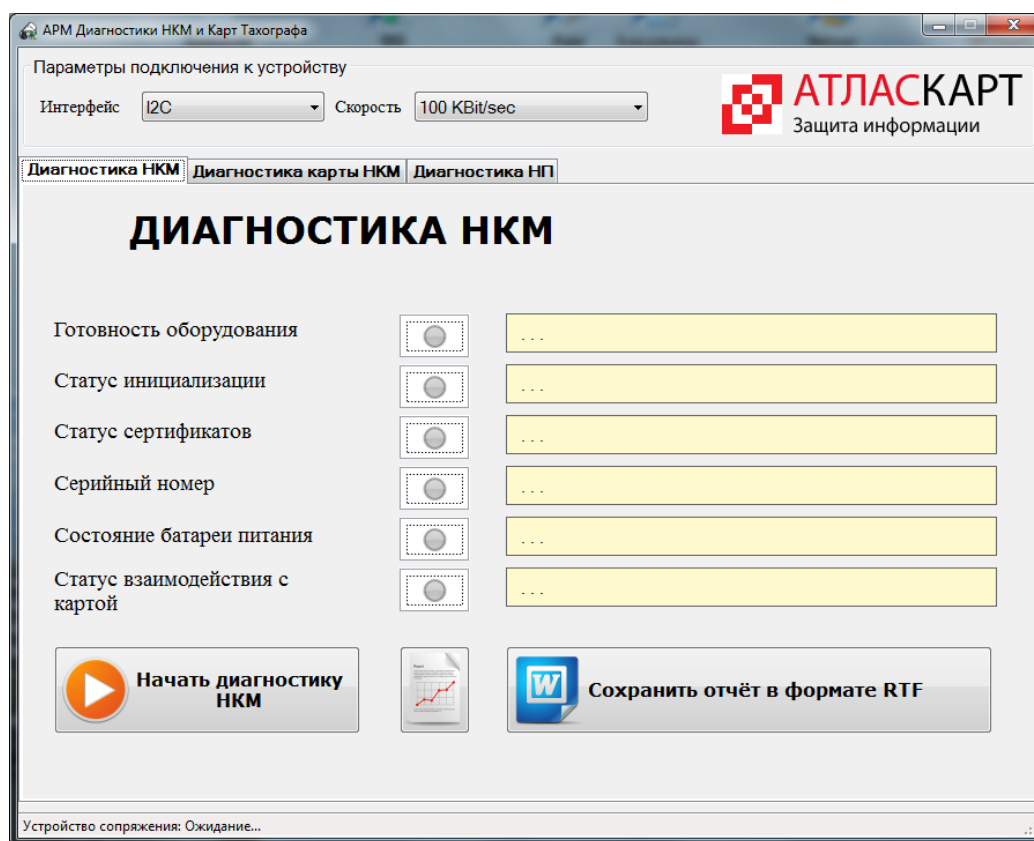 АРМ Диагностики НКМ и Карт Тахографа
Параметры подключения к устройству
Интерфейс I2C Скорость 100 KBit/sec
АТЛАСКАРТ
Защита информации
Диагностика НКМ Диагностика карты НКМ Диагностика НП
ДИАГНОСТИКА НКМ
Готовность оборудования ...
Статус инициализации ...
Статус сертификатов ...
Серийный номер ...
Состояние батареи питания ...
Статус взаимодействия с
картой ...
Начать диагностику
НКМ
Сохранить отчёт в формате RTF
Устройство сопряжения: Ожидание...